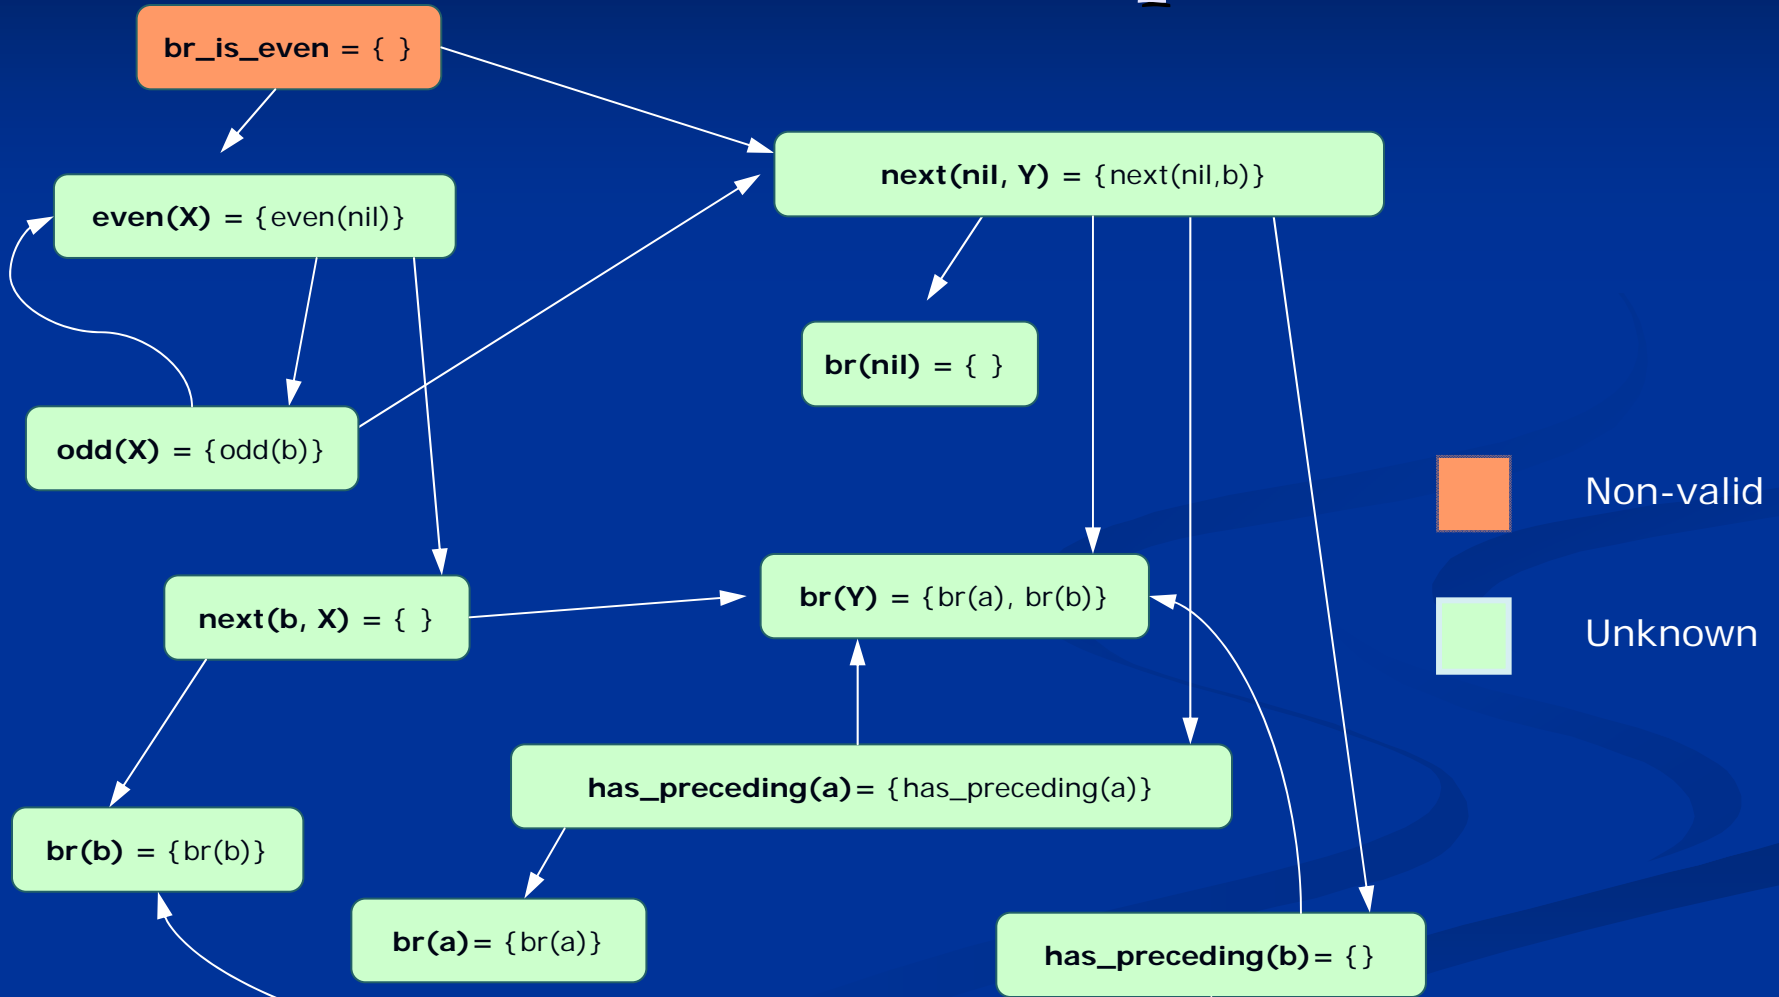 br_is_even = { }
next(nil, Y) = {next(nil,b)}
even(X) = {even(nil)}
br(nil) = { }
odd(X) = {odd(b)}
Non-valid
br(Y) = {br(a), br(b)}
next(b, X) = { }
Unknown
has_preceding(a)= {has_preceding(a)}
br(b) = {br(b)}
br(a)= {br(a)}
has_preceding(b)= {}